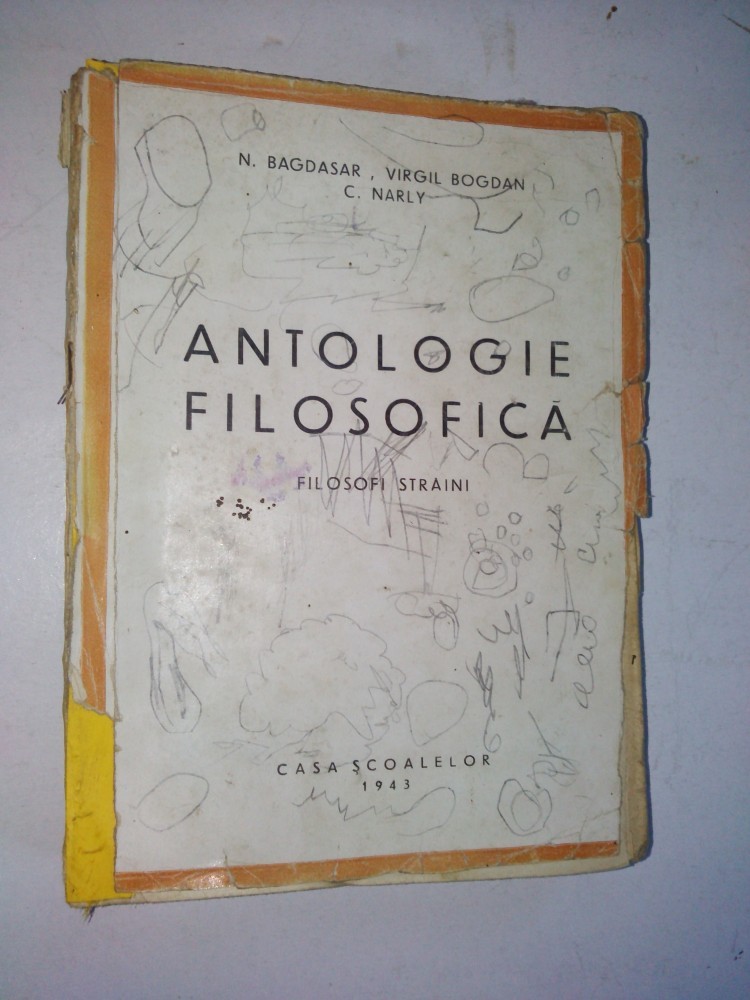 N. BAGDASAR, VIRGIL BOGDAN
C. NARLY
ANTOLOGIE
FILOSOFICĂ
FILOSOFI STRAINI
CASA ȘCOALELOR
1943